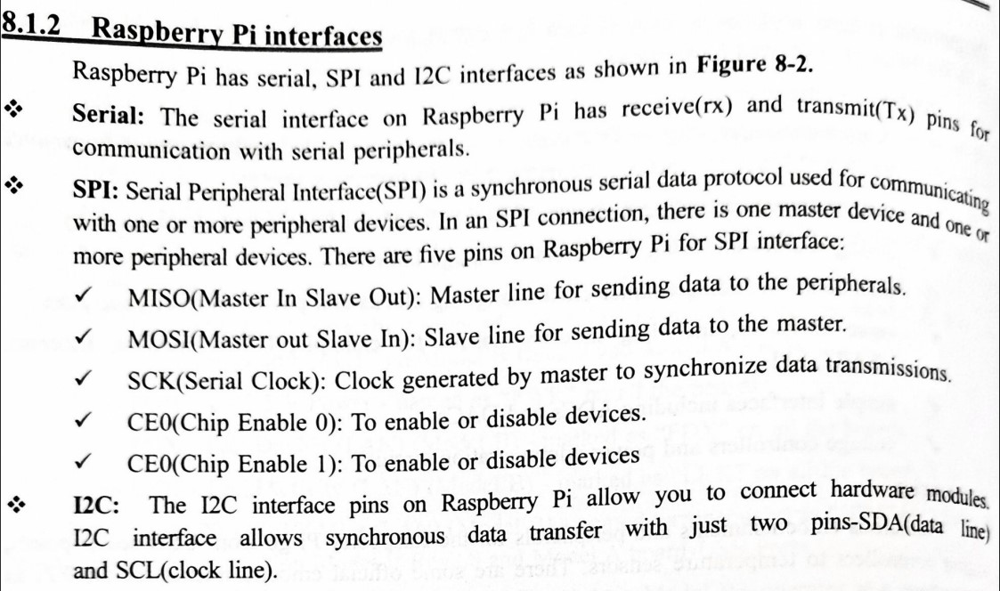 8.1.2 Raspberry Pi interfaces
Raspberry Pi has serial, SPI and I2C interfaces as shown in Figure 8-2.
❖ Serial: The serial interface on Raspberry Pi has receive(rx) and transmit(Tx) pins for
communication with serial peripherals.
❖ SPI: Serial Peripheral Interface(SPI) is a synchronous serial data protocol used for communicating
with one or more peripheral devices. In an SPI connection, there is one master device and one or
more peripheral devices. There are five pins on Raspberry Pi for SPI interface:
✓ MISO(Master In Slave Out): Master line for sending data to the peripherals.
✓ MOSI(Master out Slave In): Slave line for sending data to the master.
✓ SCK(Serial Clock): Clock generated by master to synchronize data transmissions.
✓ CE0(Chip Enable 0): To enable or disable devices.
✓ CE0(Chip Enable 1): To enable or disable devices
❖ I2C: The I2C interface pins on Raspberry Pi allow you to connect hardware modules.
I2C interface allows synchronous data transfer with just two pins-SDA(data line)
and SCL(clock line).